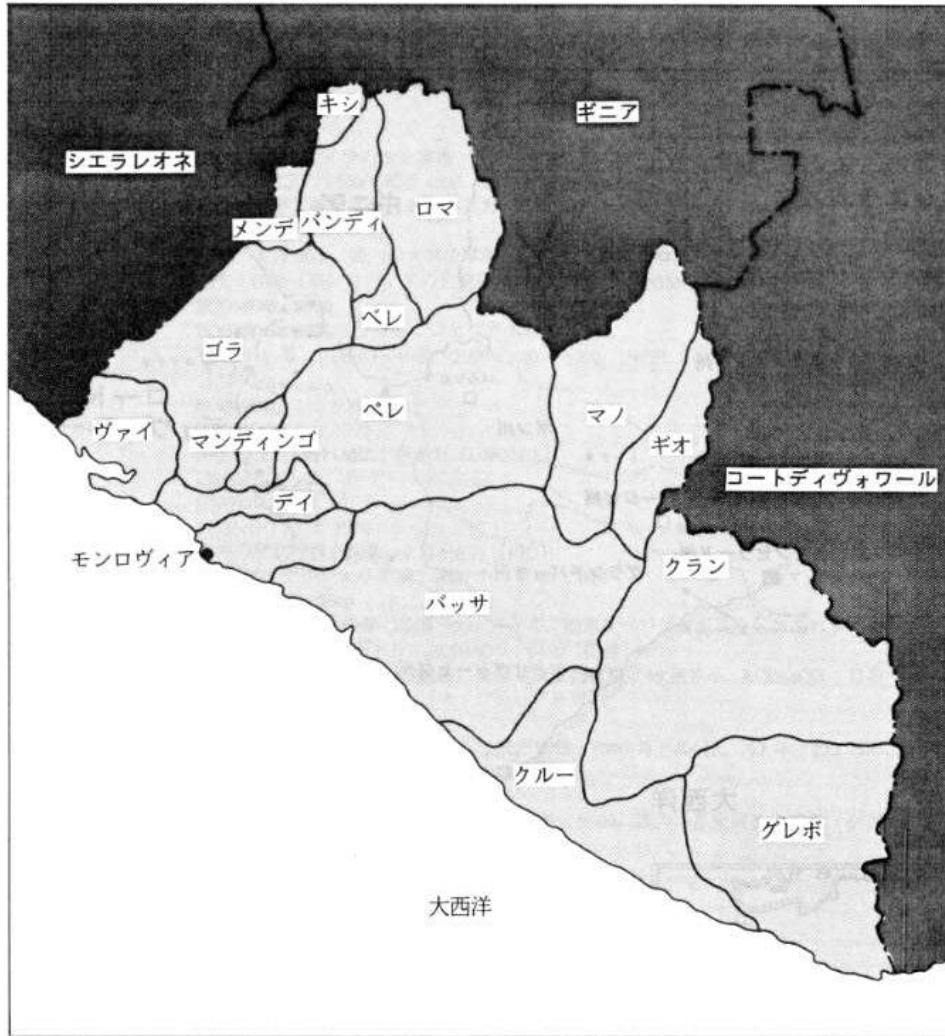 キシ
ギニア
シエラレオネ
ロマ
バンディ
メンデ
ベレ
ゴラ
ペレ
マノ
ヴァイ
マンディンゴ
ギオ
コートディヴォワール
デイ
モンロヴィア
クラン
バッサ
クルー
グレボ
大西洋